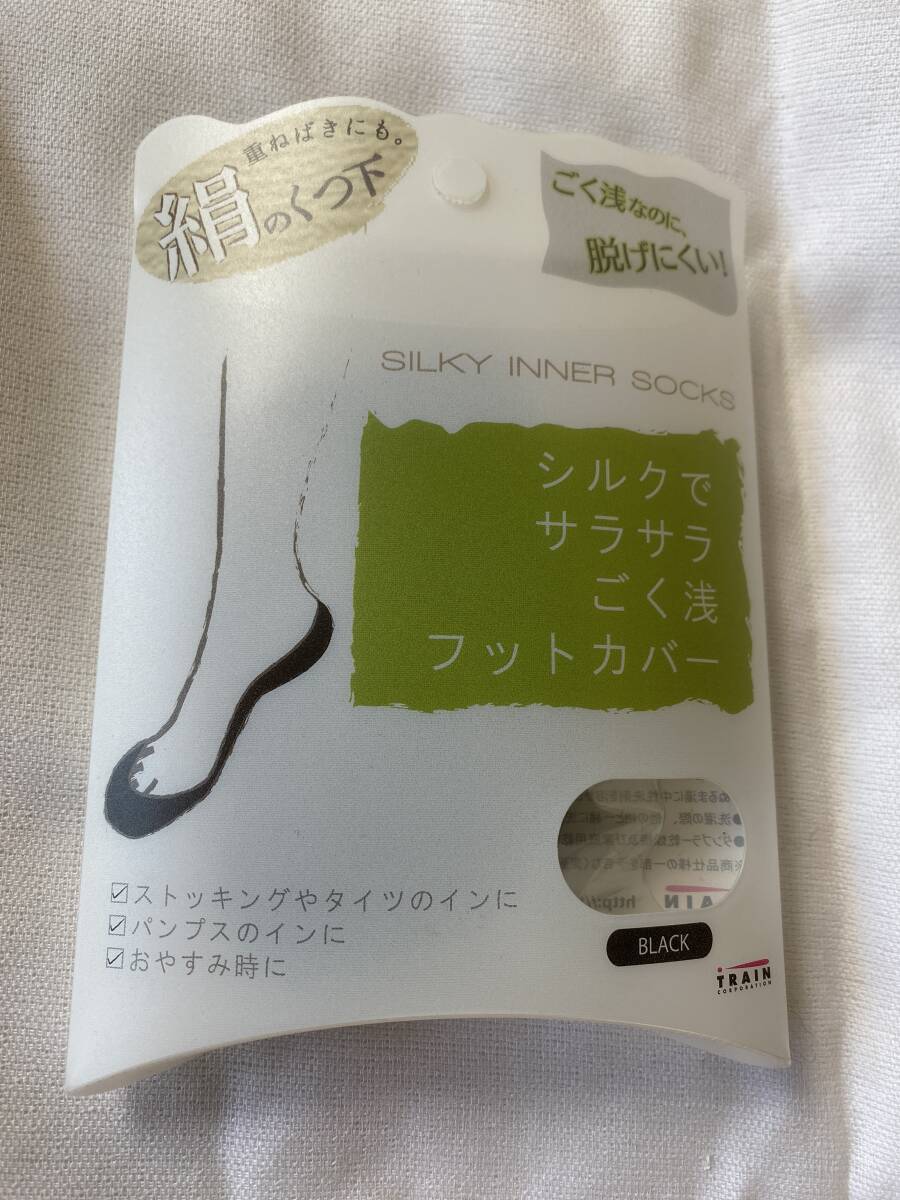 重ねばきにも。
絹のくつ下
ごく浅なのに、
脱げにくい!
SILKY INNER SOCKS
シルクで
サラサラ
ごく浅
フットカバー
☑ストッキングやタイツのインに
☑パンプスのインに
☑おやすみ時に
BLACK
TRAIN
CORPORATION